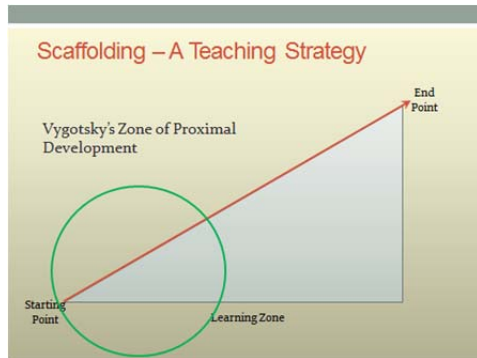 Scaffolding – A Teaching Strategy
End
Point
Vygotsky's Zone of Proximal
Development
Starting
Point
Learning Zone